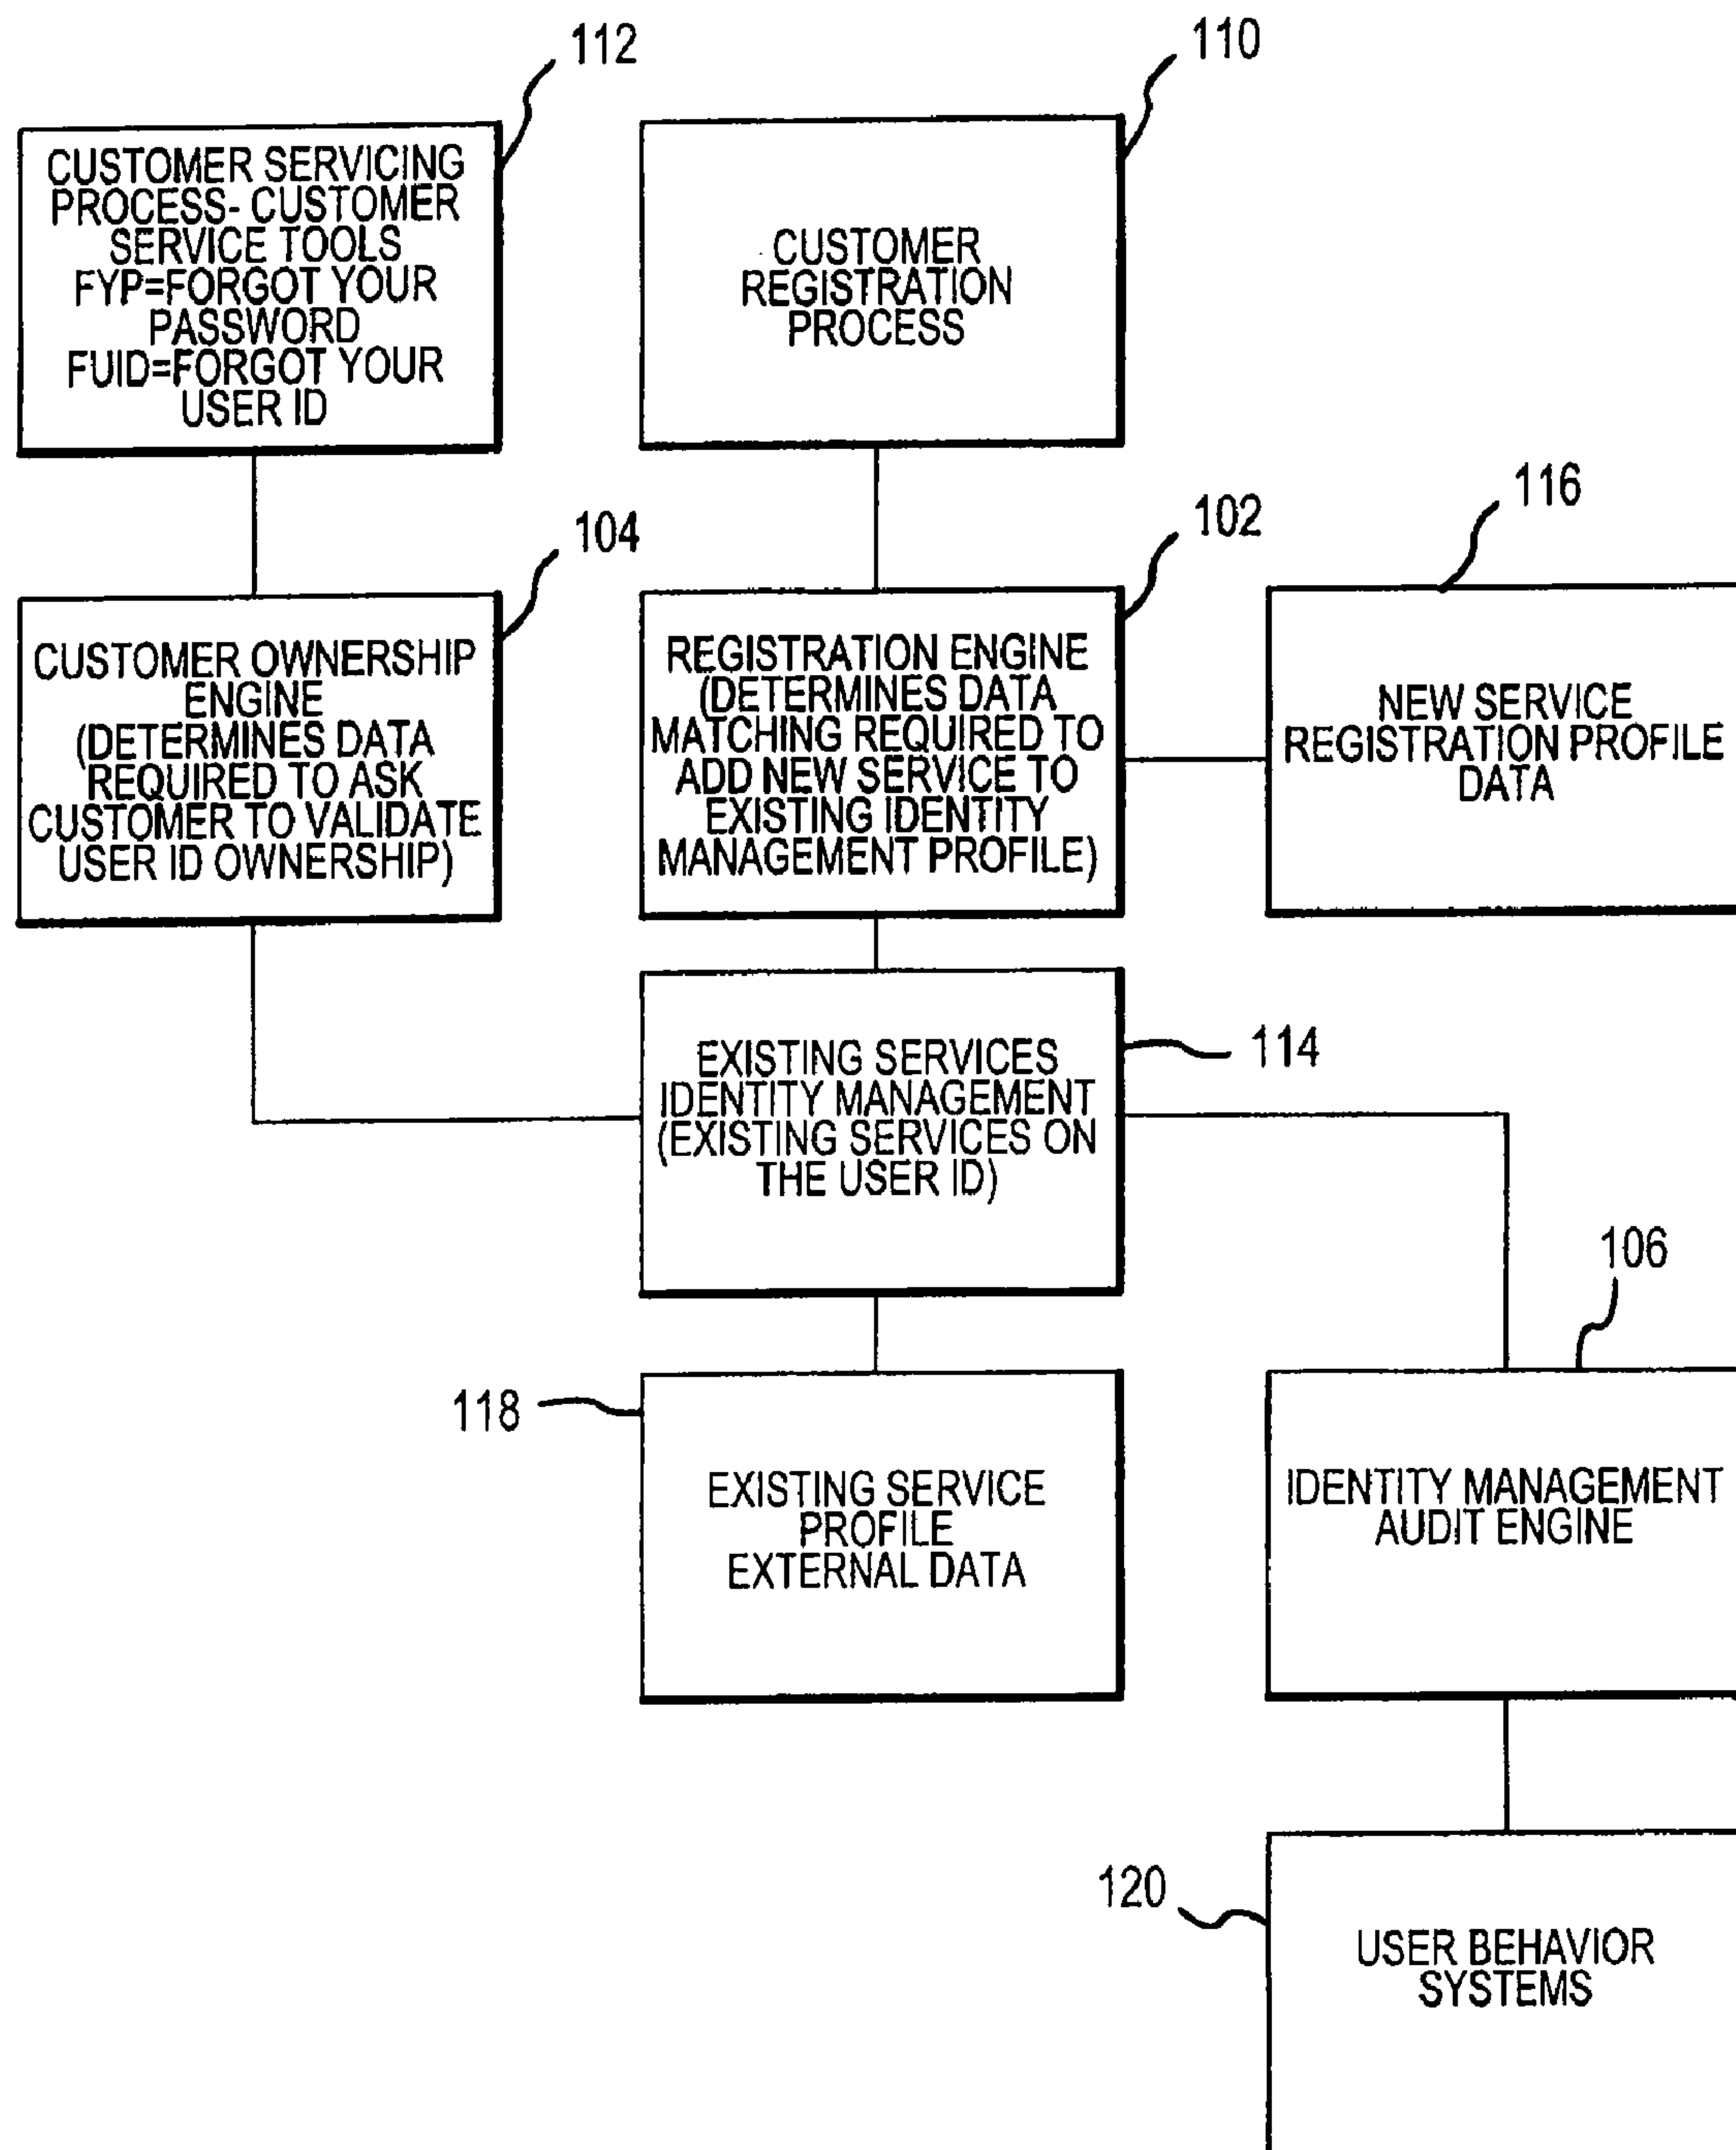 112
110
CUSTOMER SERVICING
PROCESS- CUSTOMER
SERVICE TOOLS
FYP=FORGOT YOUR
PASSWORD
FUID=FORGOT YOUR
USER ID
CUSTOMER
REGISTRATION
PROCESS
104
102
116
CUSTOMER OWNERSHIP
ENGINE
(DETERMINES DATA
REQUIRED TO ASK
CUSTOMER TO VALIDATE
USER ID OWNERSHIP)
REGISTRATION ENGINE
(DETERMINES DATA
MATCHING REQUIRED TO
ADD NEW SERVICE TO
EXISTING IDENTITY
MANAGEMENT PROFILE)
NEW SERVICE
REGISTRATION PROFILE
DATA
EXISTING SERVICES
IDENTITY MANAGEMENT
(EXISTING SERVICES ON
THE USER ID)
114
106
118
EXISTING SERVICE
PROFILE
EXTERNAL DATA
IDENTITY MANAGEMENT
AUDIT ENGINE
120
USER BEHAVIOR
SYSTEMS